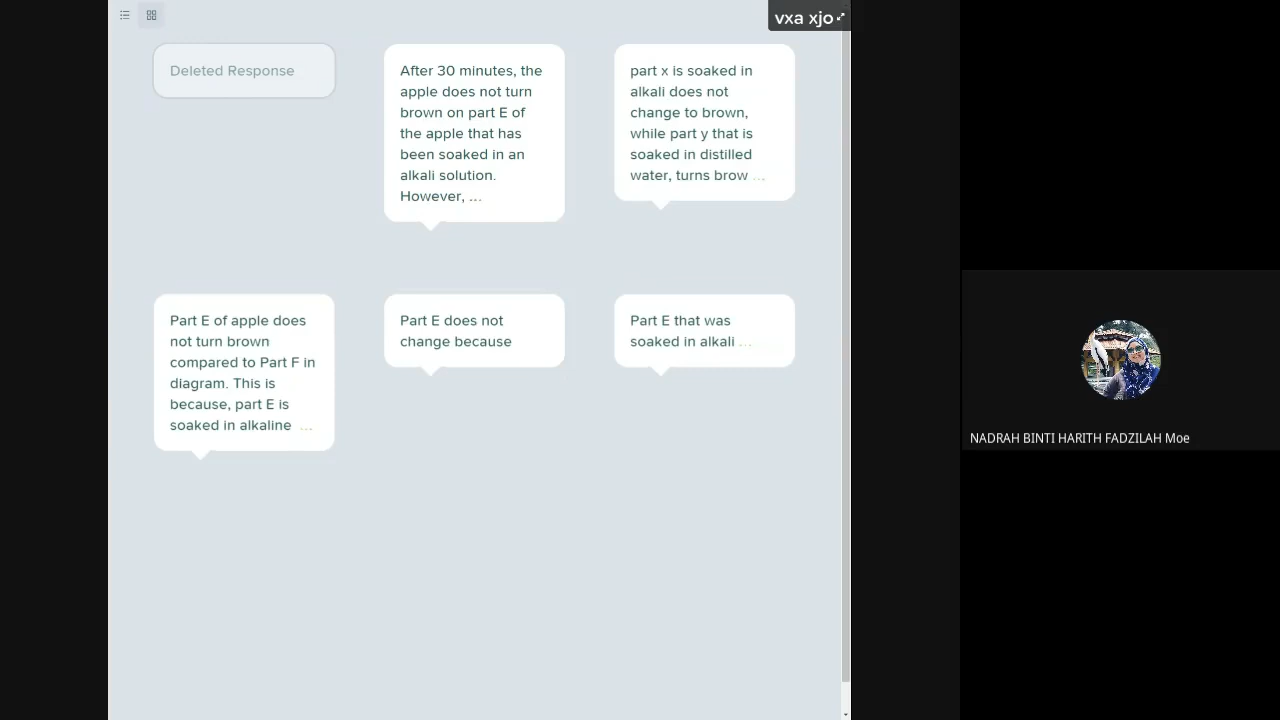 vxa xjo
Deleted Response
After 30 minutes, the
apple does not turn
brown on part E of
the apple that has
been soaked in an
alkali solution.
However, ...
part x is soaked in
alkali does not
change to brown,
while part y that is
soaked in distilled
water, turns brow ...
Part E of apple does
not turn brown
compared to Part F in
diagram. This is
because, part E is
soaked in alkaline ...
Part E does not
change because
Part E that was
soaked in alkali ...
NADRAH BINTI HARITH FADZILAH Moe